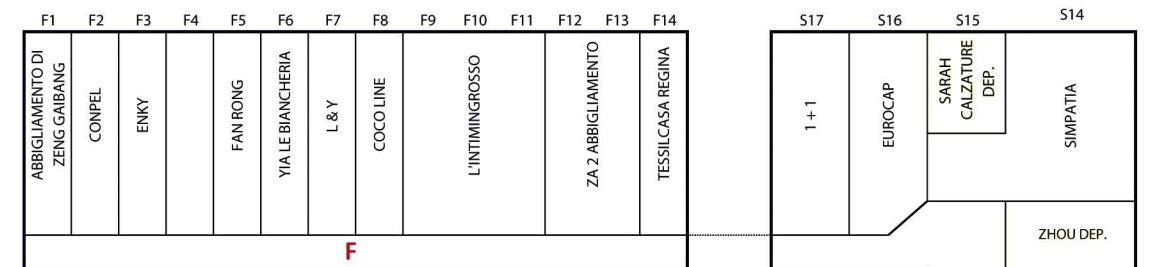 F1 F2 F3 F4 F5 F6 F7 F8 F9 F10 F11 F12 F13 F14 S17 S16 S15 S14
ABBIGLIAMENTO DI
ZENG GAIBANG
CONPEL
ENKY
FAN RONG
YIA LE BIANCHERIA
L & Y
COCO LINE
L'INTIMINGROSSO
ZA 2 ABBIGLIAMENTO
TESSILCASA REGINA
1 + 1
EUROCAP
SARAH
CALZATURE
DEP.
SIMPATIA
ZHOU DEP.
F